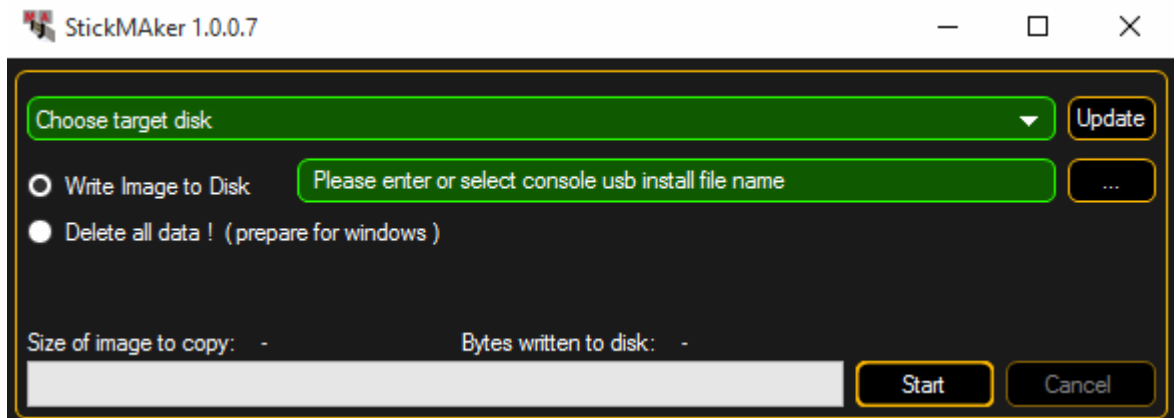 StickMAker 1.0.0.7
Choose target disk Update
Write Image to Disk Please enter or select console usb install file name ...
Delete all data ! ( prepare for windows )
Size of image to copy: - Bytes written to disk: -
Start Cancel